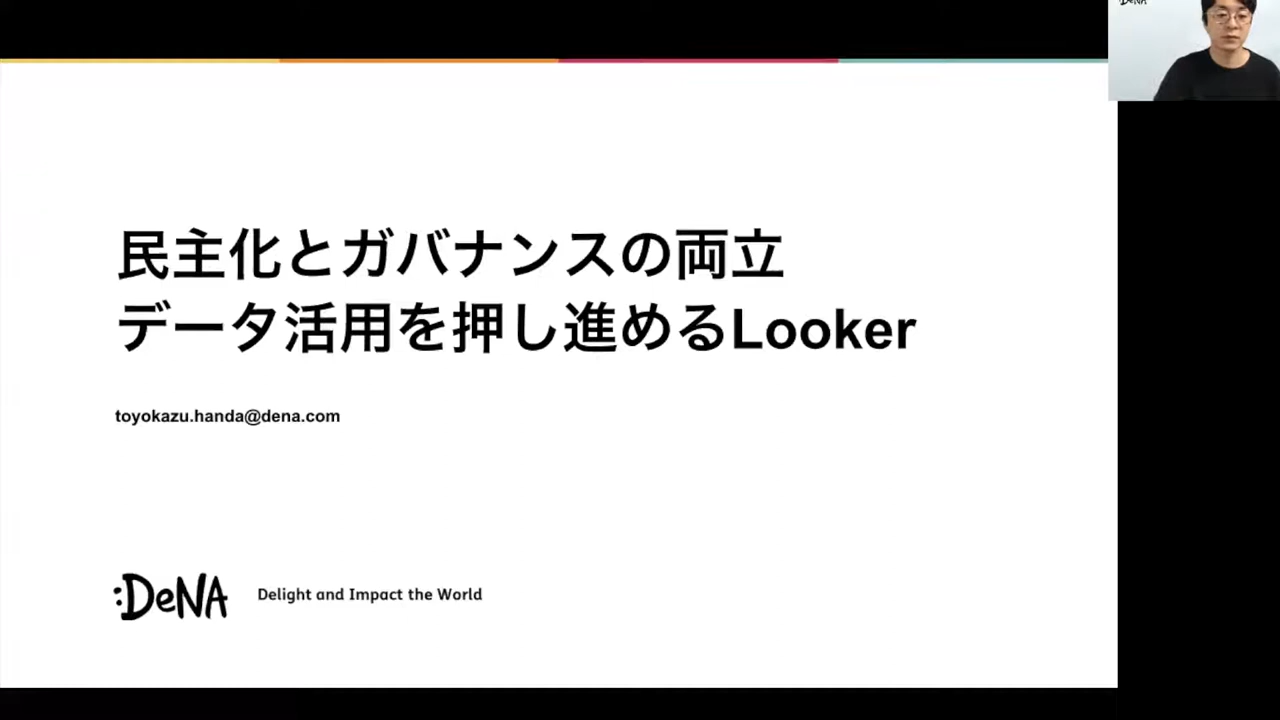 民主化とガバナンスの両立
データ活用を押し進めるLooker
toyokazu.handa@dena.com
:DeNA
Delight and Impact the World
DeNA